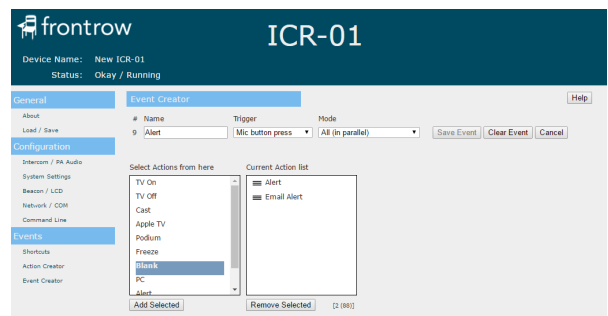 frontrow
ICR-01
Device Name: New ICR-01
Status: Okay / Running
General
About
Load / Save
Configuration
Intercom / PA Audio
System Settings
Beacon / LCD
Network / COM
Command Line
Events
Shortcuts
Action Creator
Event Creator
Event Creator
Help
# Name Trigger Mode
9 Alert Mic button press All (in parallel) Save Event Clear Event Cancel
Select Actions from here
TV On
TV Off
Cast
Apple TV
Podium
Freeze
Blank
PC
Alert
Add Selected
Current Action list
Alert
Email Alert
Remove Selected [2 (88)]